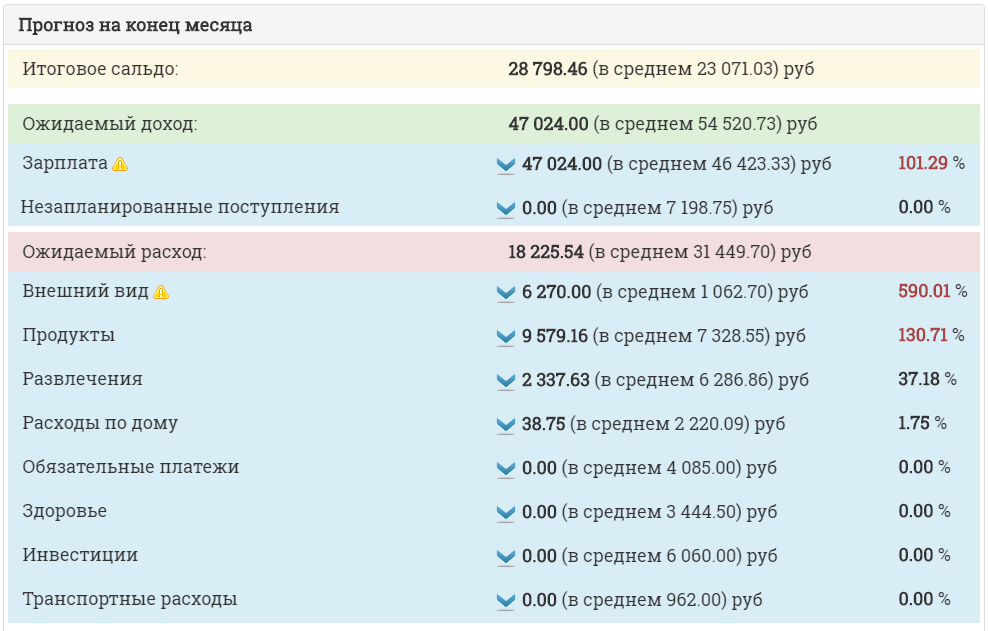 Прогноз на конец месяца
Итоговое сальдо: 28 798.46 (в среднем 23 071.03) руб
Ожидаемый доход: 47 024.00 (в среднем 54 520.73) руб
Зарплата 47 024.00 (в среднем 46 423.33) руб 101.29 %
Незапланированные поступления 0.00 (в среднем 7 198.75) руб 0.00 %
Ожидаемый расход: 18 225.54 (в среднем 31 449.70) руб
Внешний вид 6 270.00 (в среднем 1 062.70) руб 590.01 %
Продукты 9 579.16 (в среднем 7 328.55) руб 130.71 %
Развлечения 2 337.63 (в среднем 6 286.86) руб 37.18 %
Расходы по дому 38.75 (в среднем 2 220.09) руб 1.75 %
Обязательные платежи 0.00 (в среднем 4 085.00) руб 0.00 %
Здоровье 0.00 (в среднем 3 444.50) руб 0.00 %
Инвестиции 0.00 (в среднем 6 060.00) руб 0.00 %
Транспортные расходы 0.00 (в среднем 962.00) руб 0.00 %